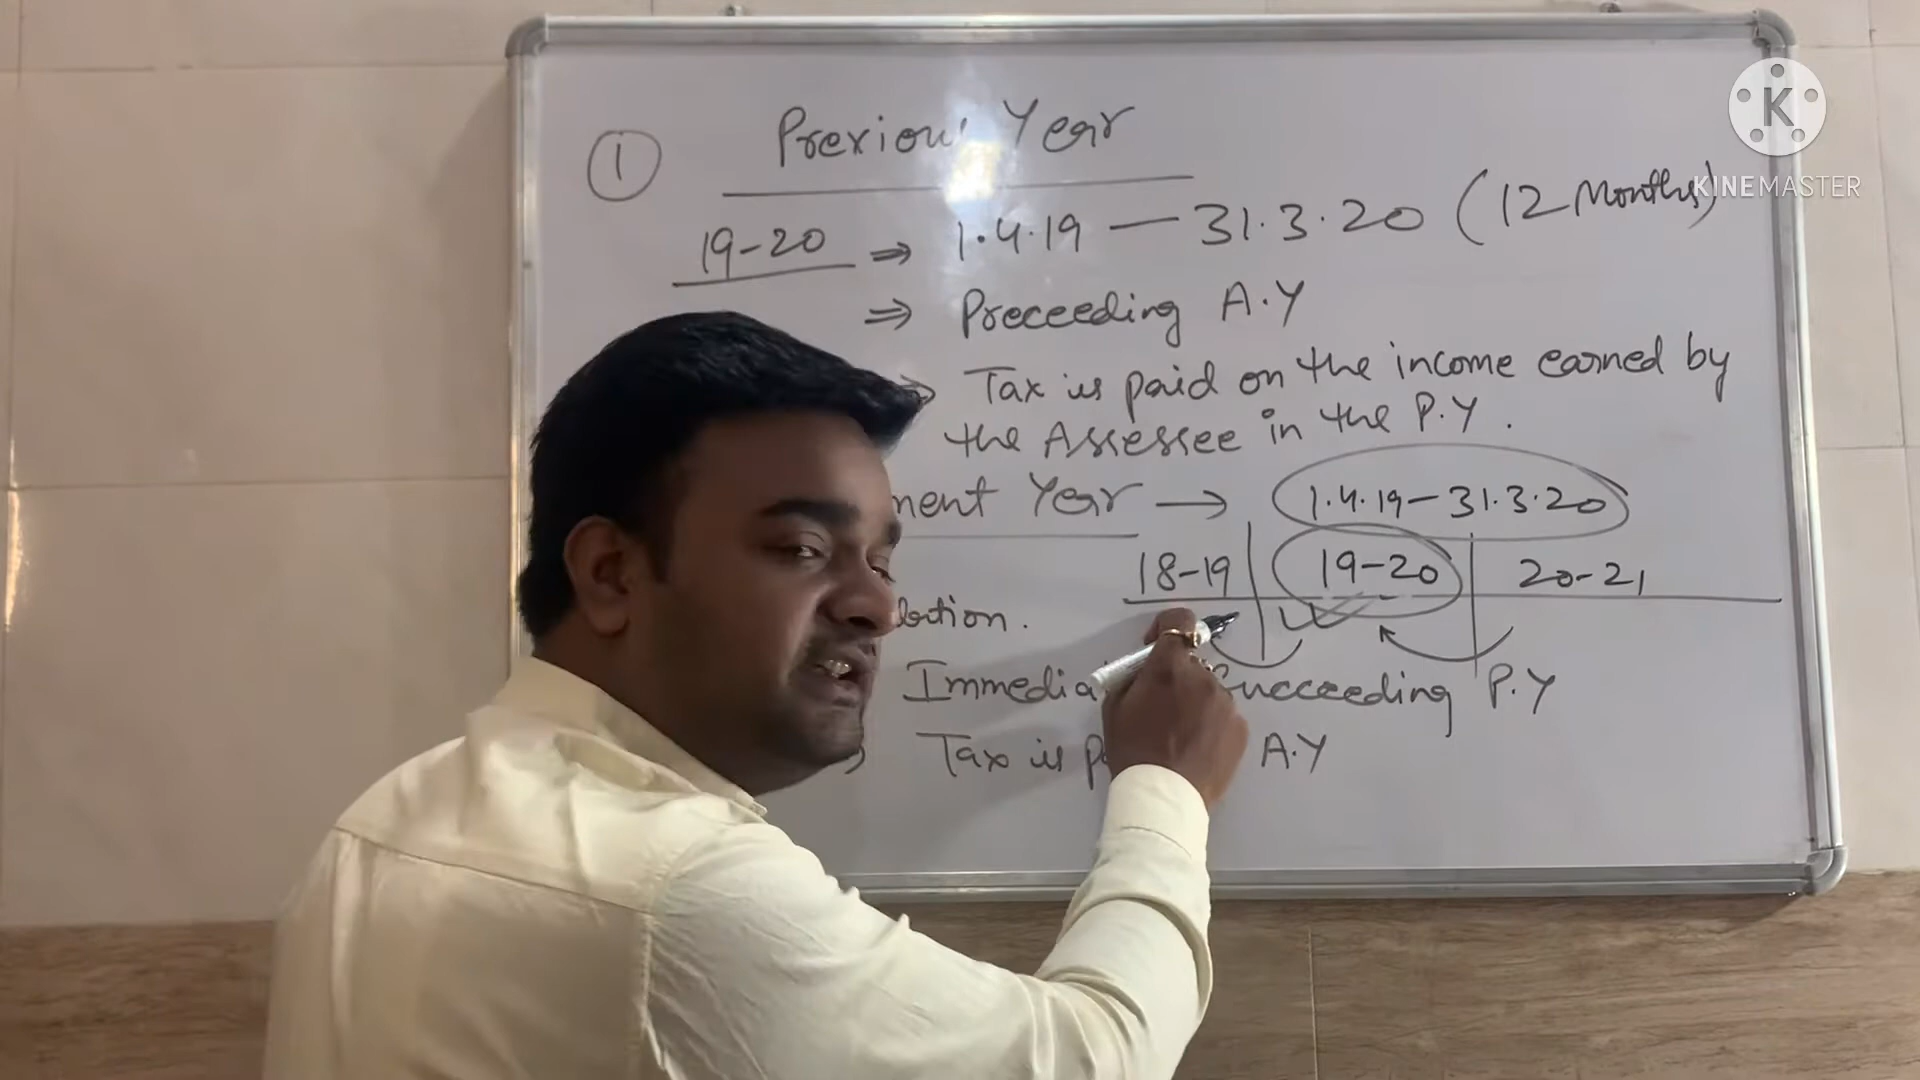 ① Previous Year
19-20 ⇒ 1.4.19 — 31.3.20 (12 Months)
⇒ Preceeding A.Y
⇒ Tax is paid on the income earned by
the Assessee in the P.Y.
ment Year → 1.4.19 – 31.3.20
18-19 19-20 20-21
Succeeding P.Y
Tax is A.Y
K
KINEMASTER